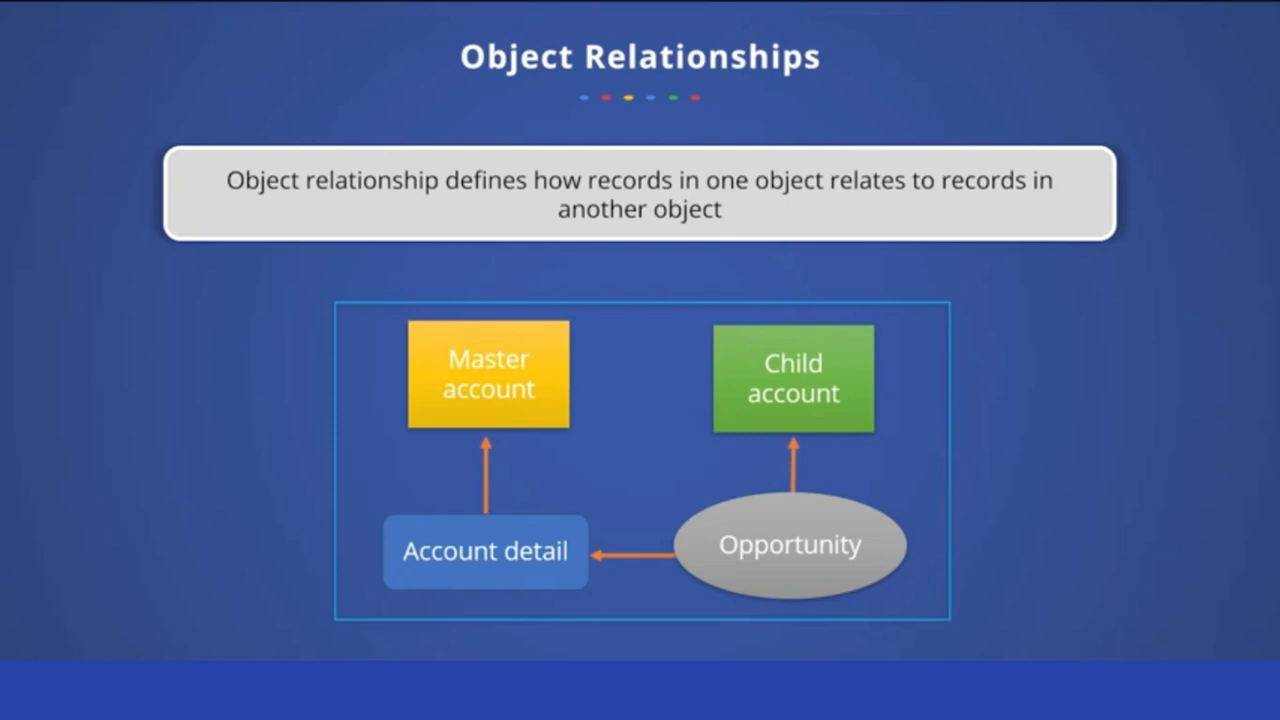 Object Relationships
Object relationship defines how records in one object relates to records in
another object
Master
account
Child
account
Account detail
Opportunity